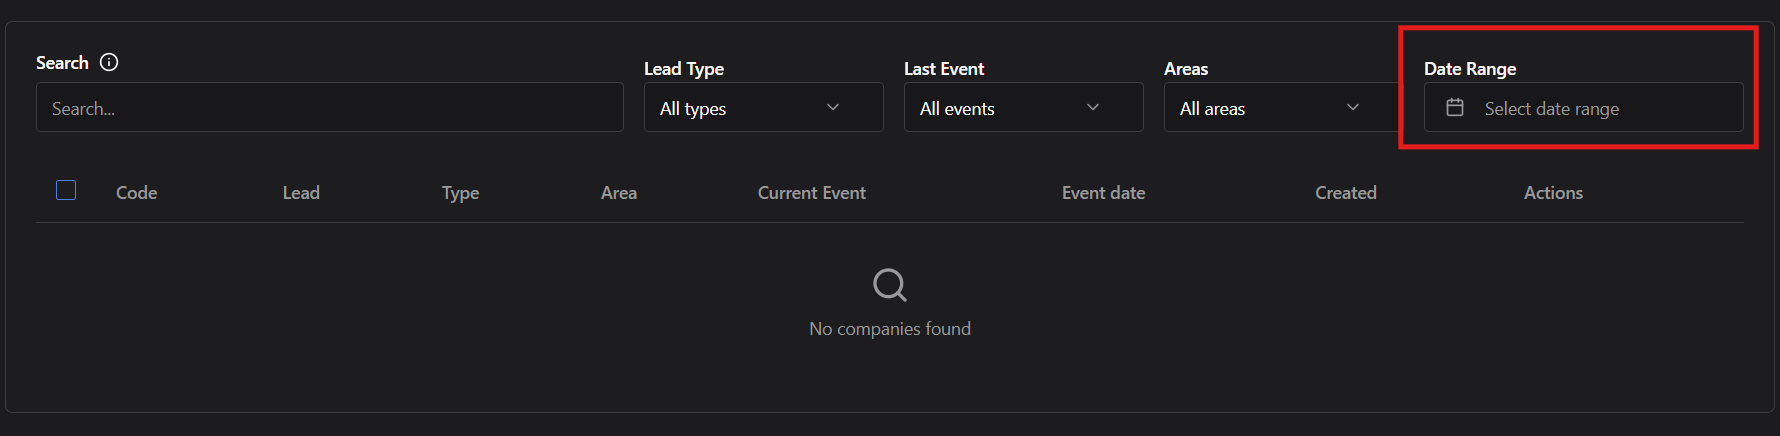 Search
Lead Type
Last Event
Areas
Date Range
Search...
All types
All events
All areas
Select date range
Code Lead Type Area Current Event Event date Created Actions
No companies found